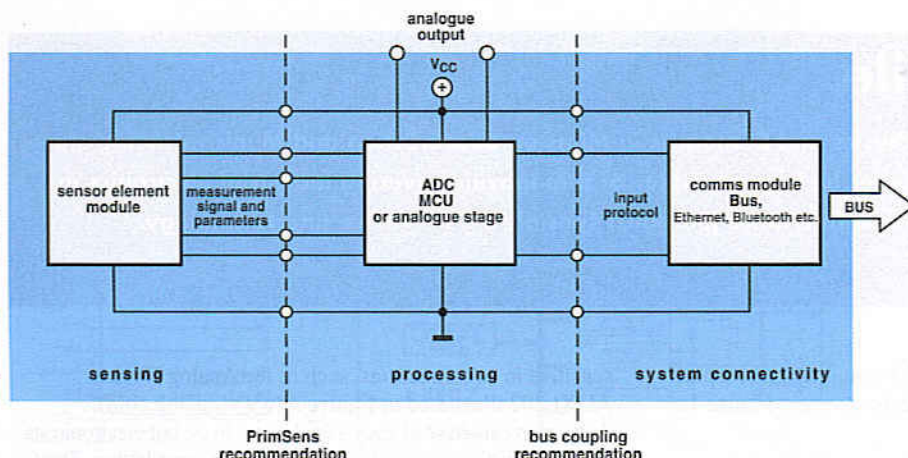 analogue
output
VCC
+
sensor element
module
measurement
signal and
parameters
ADC
MCU
or analogue stage
input
protocol
comms module
Bus,
Ethernet, Bluetooth etc.
BUS
sensing
processing
system connectivity
PrimSens
recommendation
bus coupling
recommendation